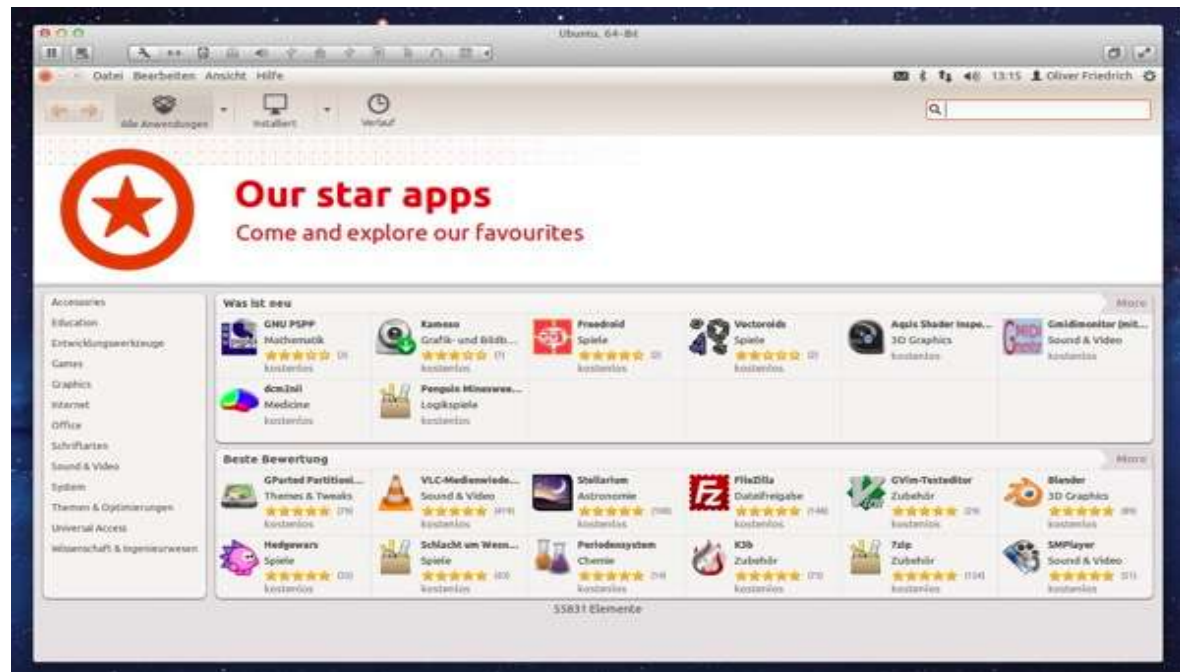 Ubuntu, 64-Bit
Datei Bearbeiten Ansicht Hilfe
13:15 Oliver Friedrich
Alle Anwendungen
Installiert
Verlauf
Our star apps
Come and explore our favourites
Accessories
Education
Entwicklungswerkzeuge
Games
Graphics
Internet
Office
Schriftarten
Sound & Video
System
Themen & Optimierungen
Universal Access
Wissenschaft & Ingenieurwesen
Was ist neu
More
GNU PSPP
Mathematik
kostenlos
Kamoso
Grafik- und Bildb...
kostenlos
Freedroid
Spiele
kostenlos
Vectoroids
Spiele
kostenlos
Aqsis Shader Inspe...
3D Graphics
kostenlos
Gmidimonitor (mit...
Sound & Video
kostenlos
dcm2nii
Medicine
kostenlos
Penguin Mineswee...
Logikspiele
kostenlos
Beste Bewertung
More
GParted Partitioni...
Themes & Tweaks
kostenlos
VLC-Medienwiede...
Sound & Video
kostenlos
Stellarium
Astronomie
kostenlos
FileZilla
Dateifreigabe
kostenlos
GVim-Texteditor
Zubehör
kostenlos
Blender
3D Graphics
kostenlos
Hedgewars
Spiele
kostenlos
Schlacht um Wesn...
Spiele
kostenlos
Periodensystem
Chemie
kostenlos
K3b
Zubehör
kostenlos
7zip
Zubehör
kostenlos
SMPlayer
Sound & Video
kostenlos
55831 Elemente